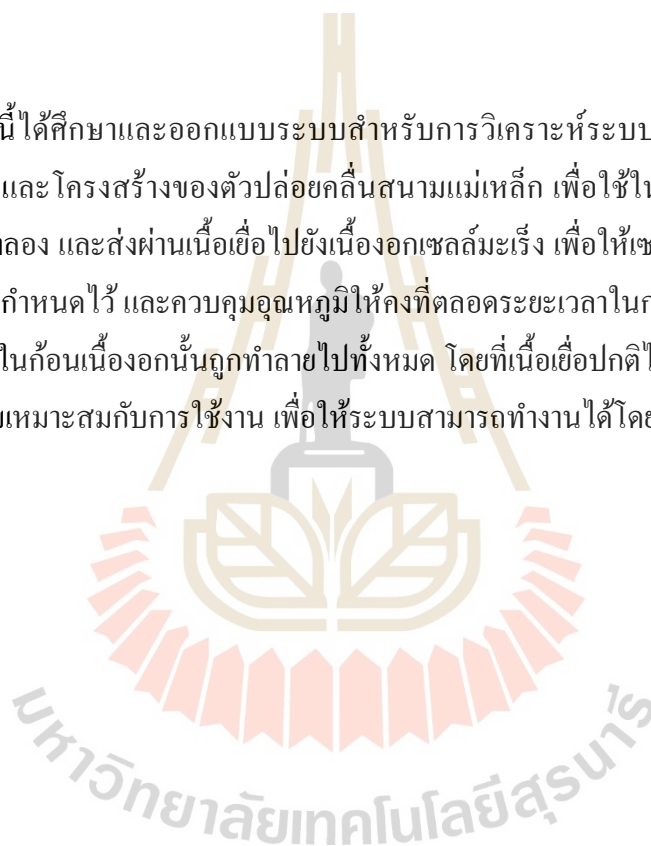 นี้ได้ศึกษาและออกแบบระบบสำหรับการวิเคราะห์ระบบ
และโครงสร้างของตัวปล่อยคลื่นสนามแม่เหล็ก เพื่อใช้ใน
ลอง และส่งผ่านเนื้อเยื่อไปยังเนื้องอกเซลล์มะเร็ง เพื่อให้เซ
กำหนดไว้ และควบคุมอุณหภูมิให้คงที่ตลอดระยะเวลาในก
ในก้อนเนื้องอกนั้นถูกทำลายไปทั้งหมด โดยที่เนื้อเยื่อปกติไ
เหมาะสมกับการใช้งาน เพื่อให้ระบบสามารถทำงานได้โดย
มหาวิทยาลัยเทคโนโลยีสุรนารี